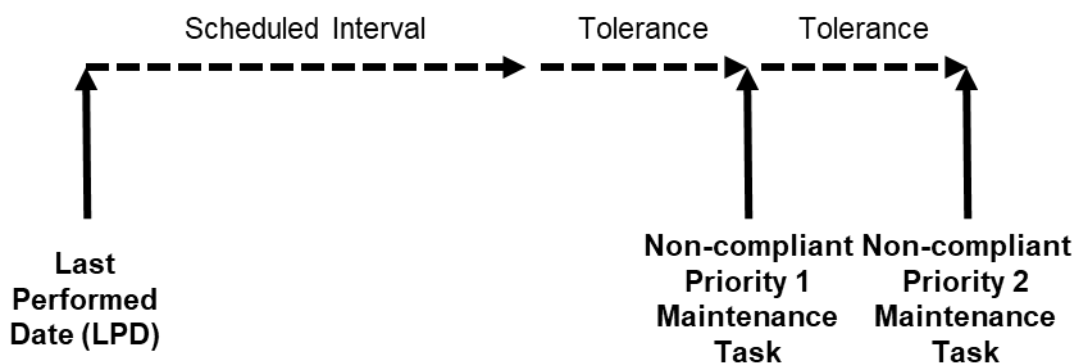 Scheduled Interval
Tolerance
Tolerance
Last
Performed
Date (LPD)
Non-compliant
Priority 1
Maintenance
Task
Non-compliant
Priority 2
Maintenance
Task